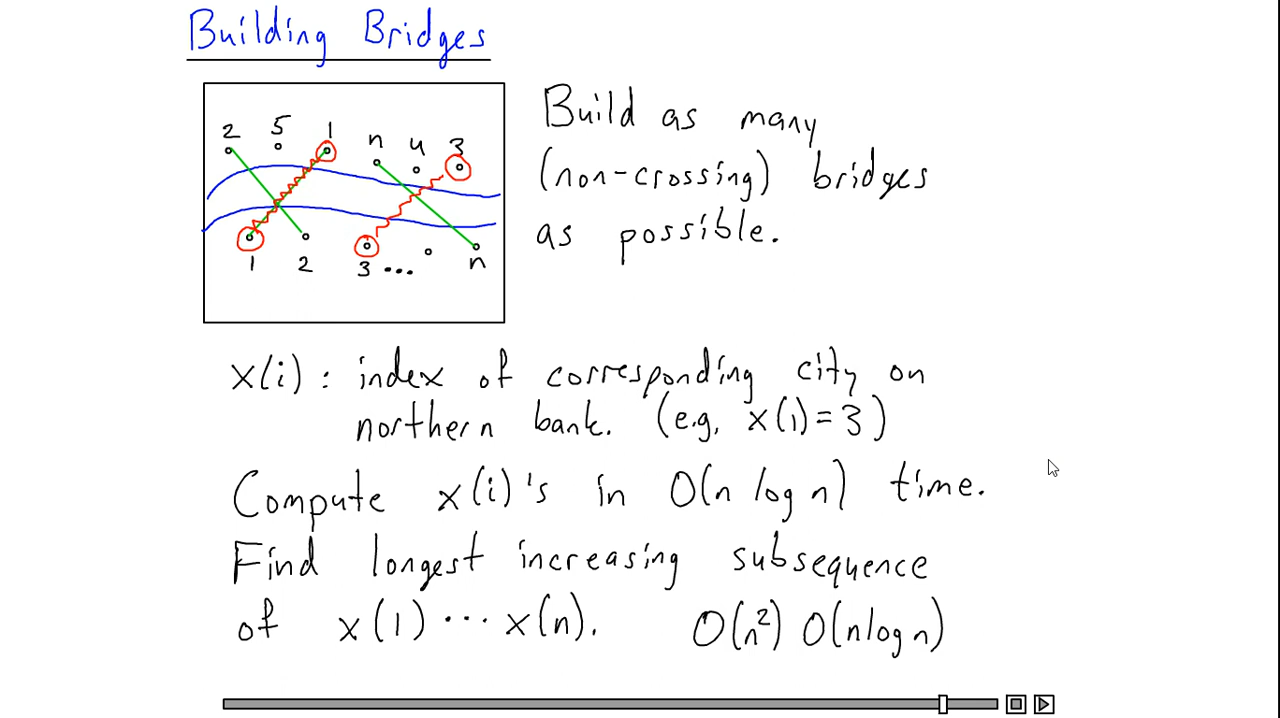 Building Bridges
2 5 1 n 4 3
1 2 3 ... n
Build as many
(non-crossing) bridges
as possible.
x(i): index of corresponding city on
northern bank. (e.g. x(1)=3)
Compute x(i)'s in O(n log n) time.
Find longest increasing subsequence
of x(1) ... x(n). O(n²) O(n log n)